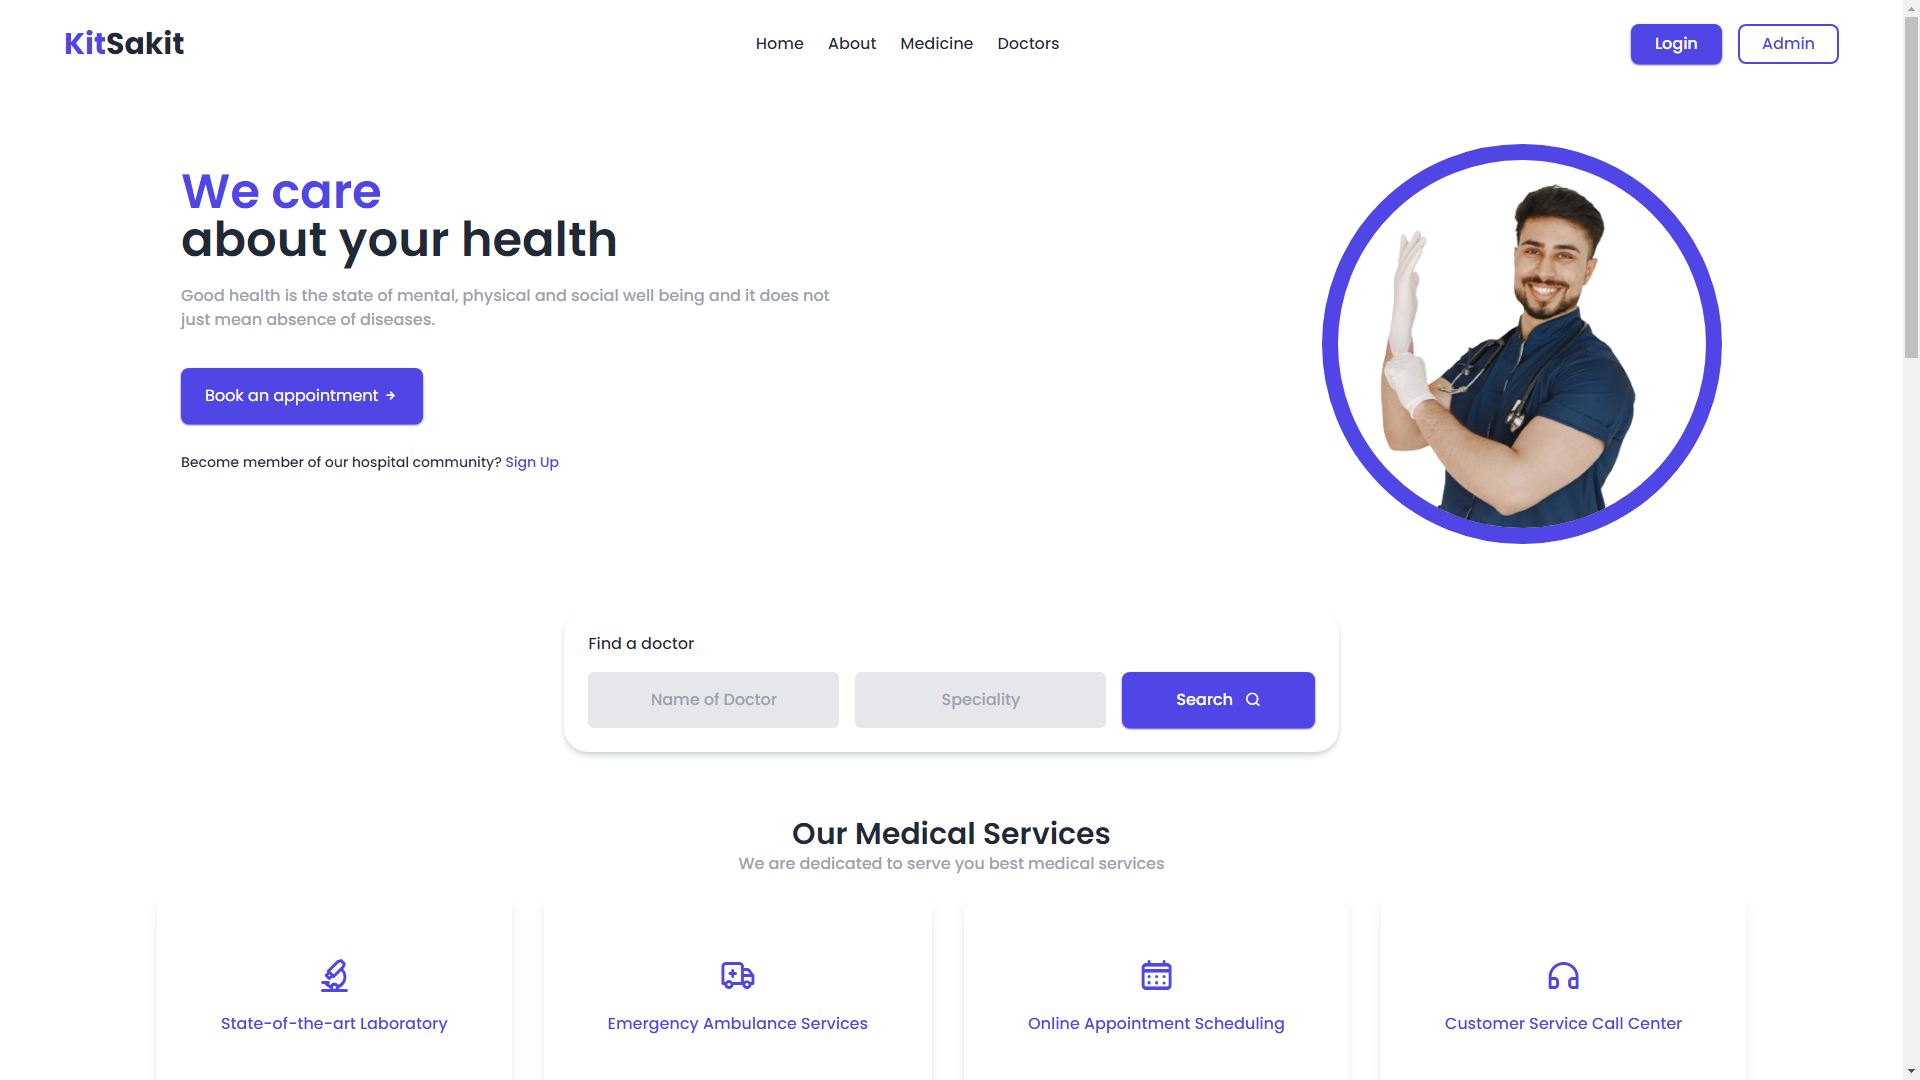 KitSakit
Home About Medicine Doctors
Login
Admin
We care
about your health
Good health is the state of mental, physical and social well being and it does not
just mean absence of diseases.
Book an appointment
Become member of our hospital community? Sign Up
Find a doctor
Name of Doctor
Speciality
Search
Our Medical Services
We are dedicated to serve you best medical services
State-of-the-art Laboratory
Emergency Ambulance Services
Online Appointment Scheduling
Customer Service Call Center